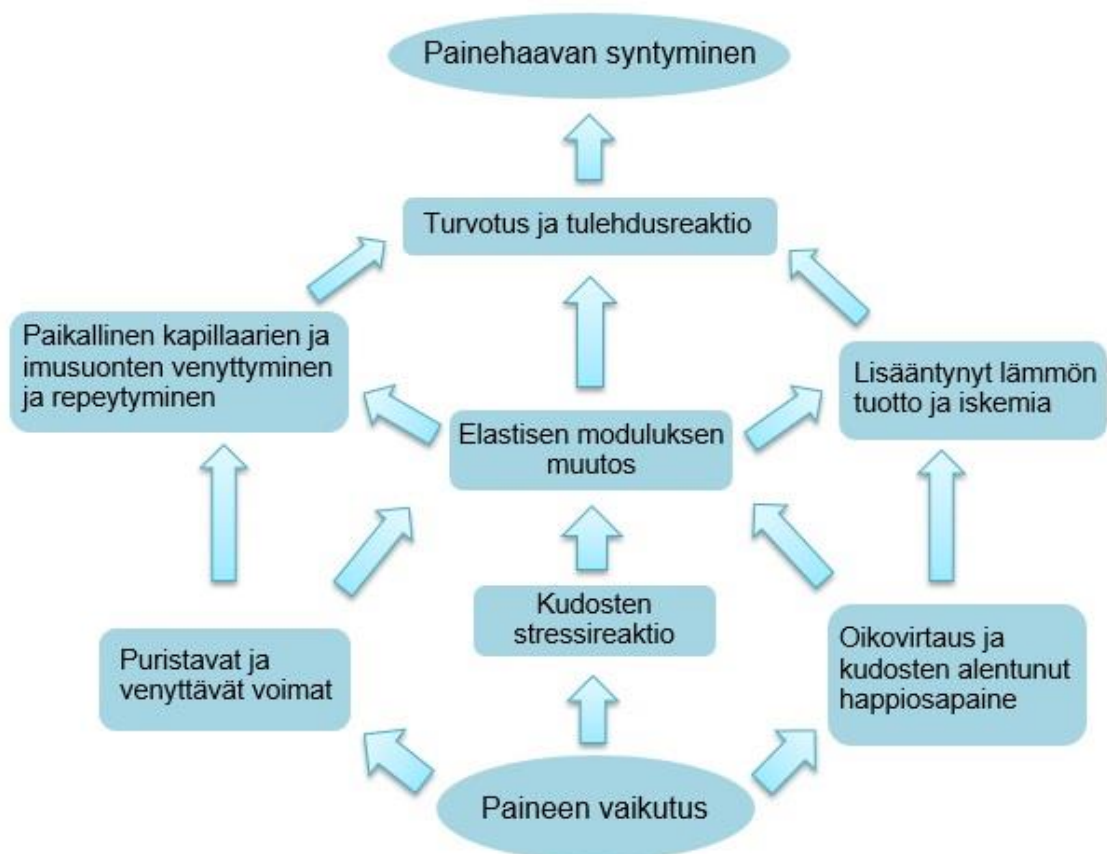 Painehaavan syntyminen
Turvotus ja tulehdusreaktio
Paikallinen kapillaarien ja
imusuonten venyttyminen
ja repeytyminen
Lisääntynyt lämmön
tuotto ja iskemia
Elastisen moduluksen
muutos
Kudosten
stressireaktio
Puristavat ja
venyttävät voimat
Oikovirtaus ja
kudosten alentunut
happiosapaine
Paineen vaikutus